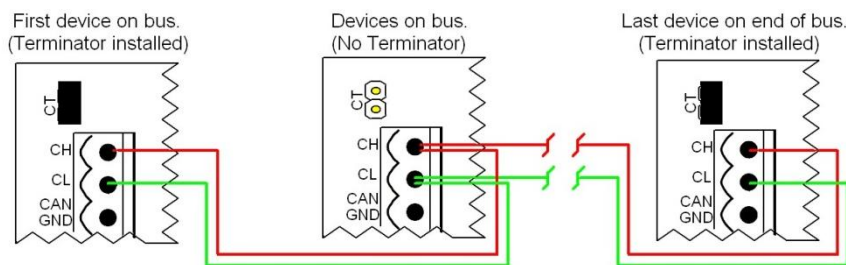 First device on bus.
(Terminator installed)
Devices on bus.
(No Terminator)
Last device on end of bus.
(Terminator installed)
CT
CH
CL
CAN
GND
CT
CH
CL
CAN
GND
CT
CH
CL
CAN
GND